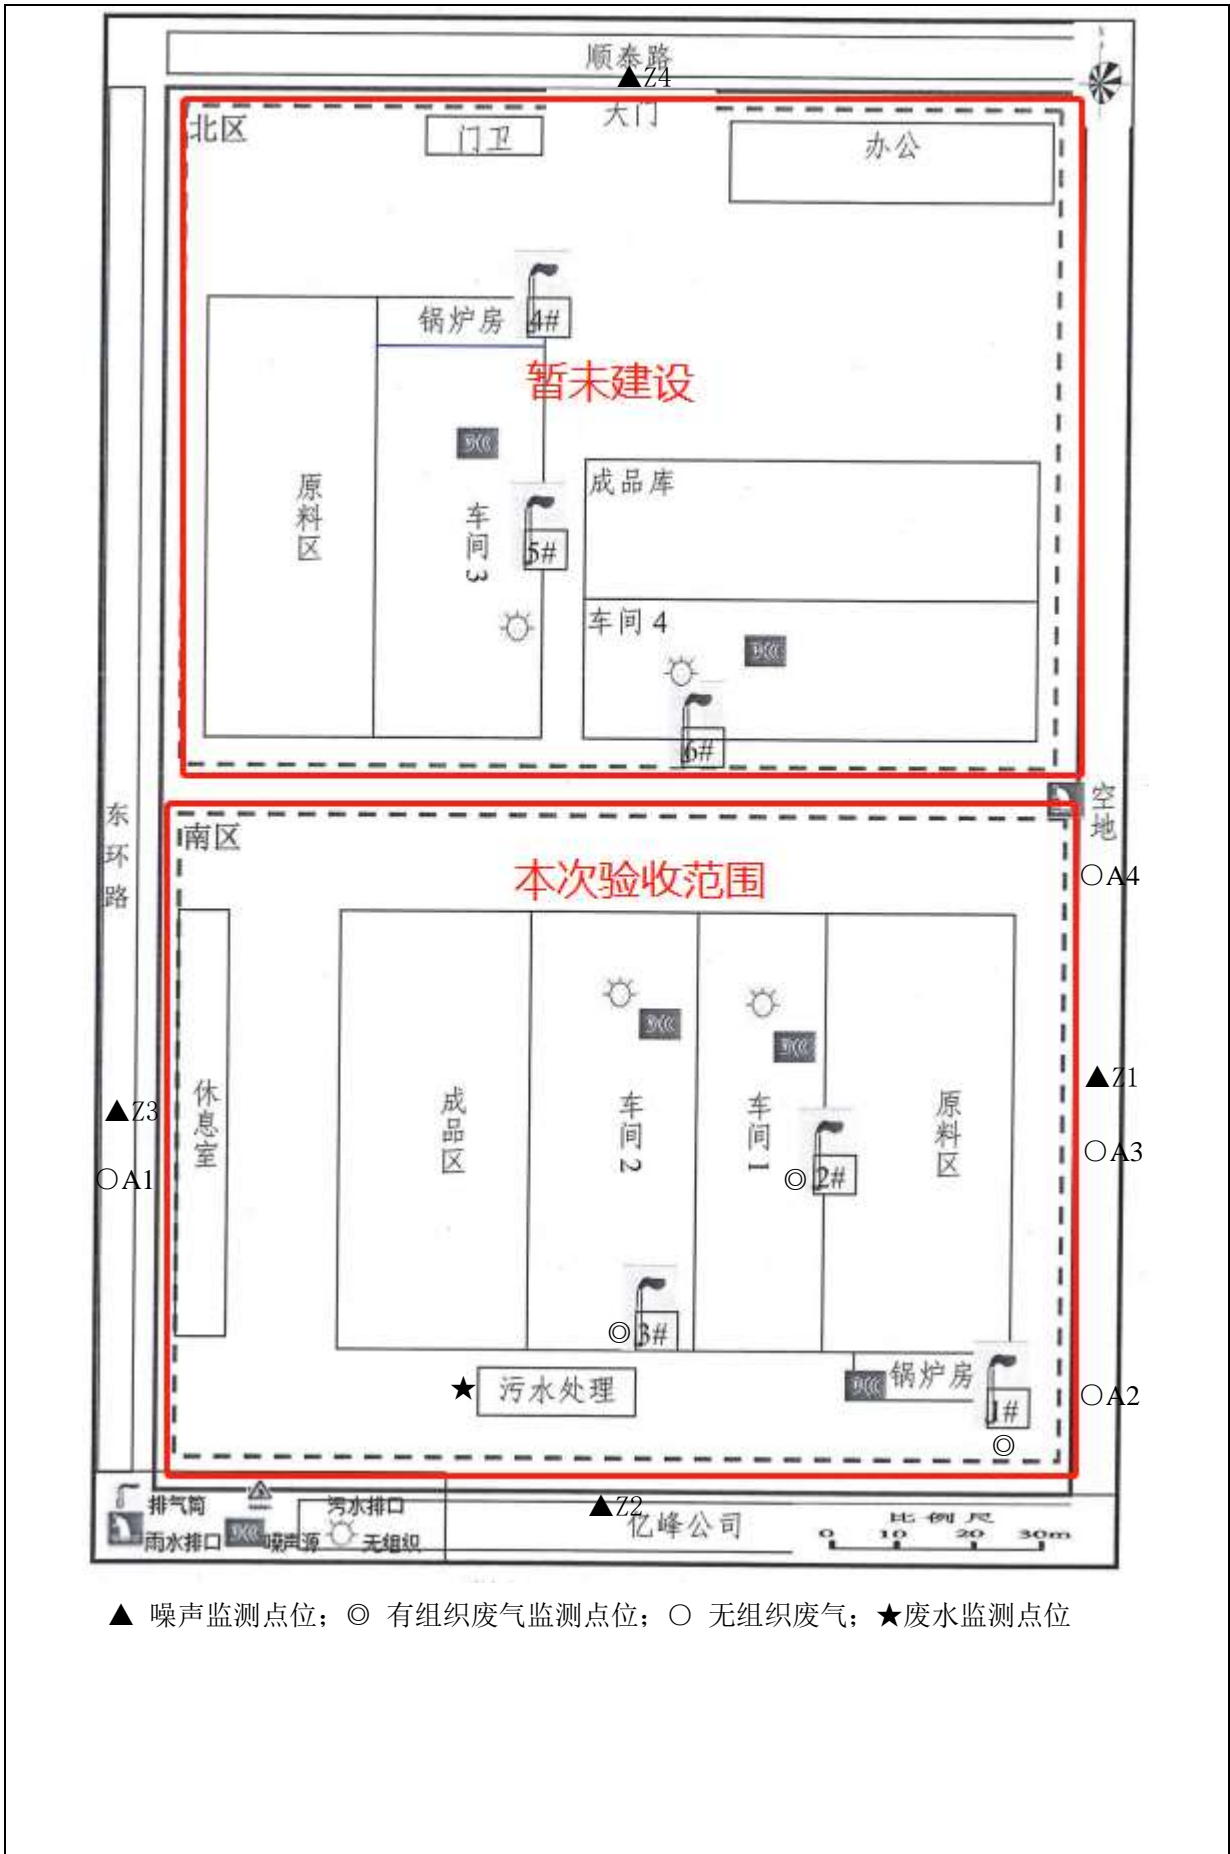 顺泰路
▲Z4
大门
北区
门卫
办公
锅炉房
4#
暂未建设
原料区
车间3
5#
成品库
车间 4
6#
东环路
空地
南区
本次验收范围
○A4
休息室
成品区
车间2
车间1
原料区
▲Z3
▲Z1
○A1
○A3
◎ 2#
◎ 3#
★ 污水处理
锅炉房
1#
◎
○A2
▲Z2
排气筒
污水排口
雨水排口
噪声源
无组织
亿峰公司
比例尺
0 10 20 30m
▲ 噪声监测点位；◎ 有组织废气监测点位；○ 无组织废气；★废水监测点位